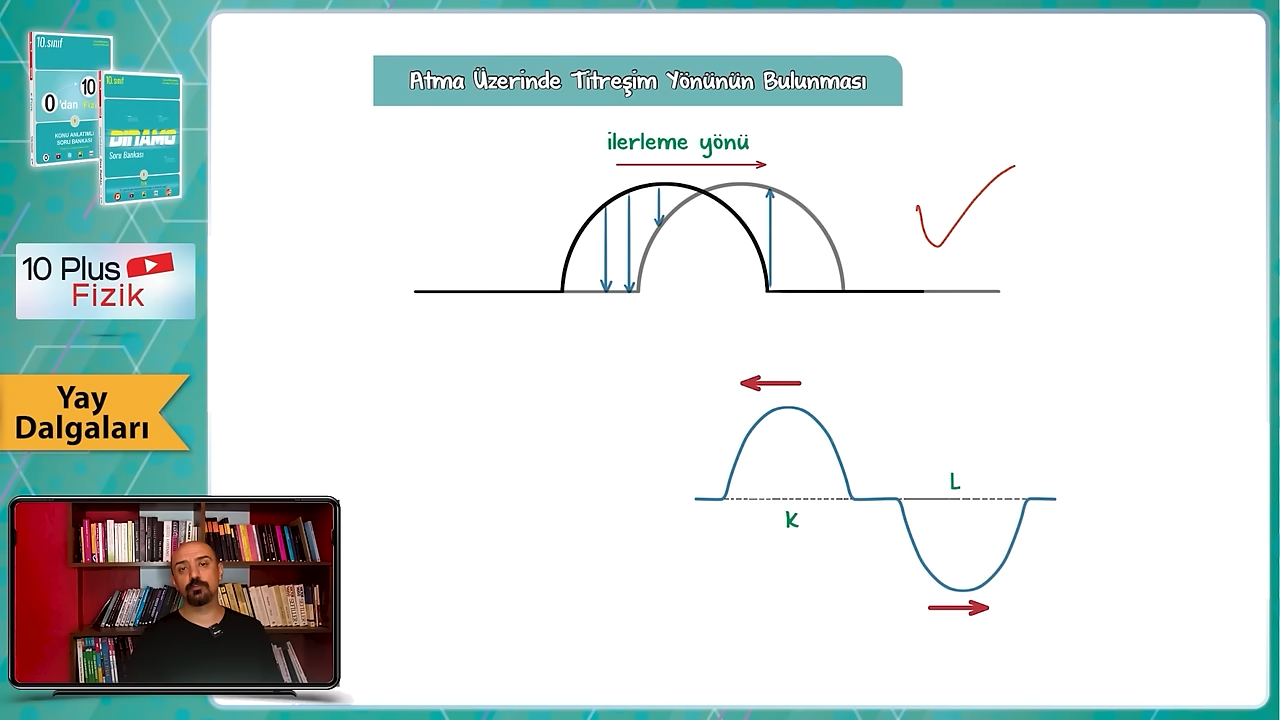 Atma Üzerinde Titreşim Yönünün Bulunması
10.sınıf
0'dan 10
KONU ANLATIMLI
SORU BANKASI
10.sınıf
DİNAMO
Soru Bankası
ilerleme yönü
10 Plus
Fizik
Yay
Dalgaları
L
K